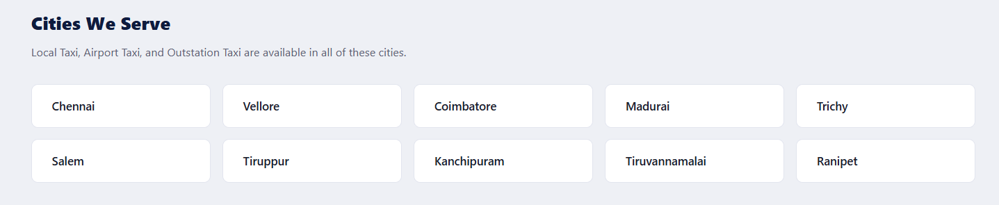 Cities We Serve
Local Taxi, Airport Taxi, and Outstation Taxi are available in all of these cities.
Chennai
Vellore
Coimbatore
Madurai
Trichy
Salem
Tiruppur
Kanchipuram
Tiruvannamalai
Ranipet